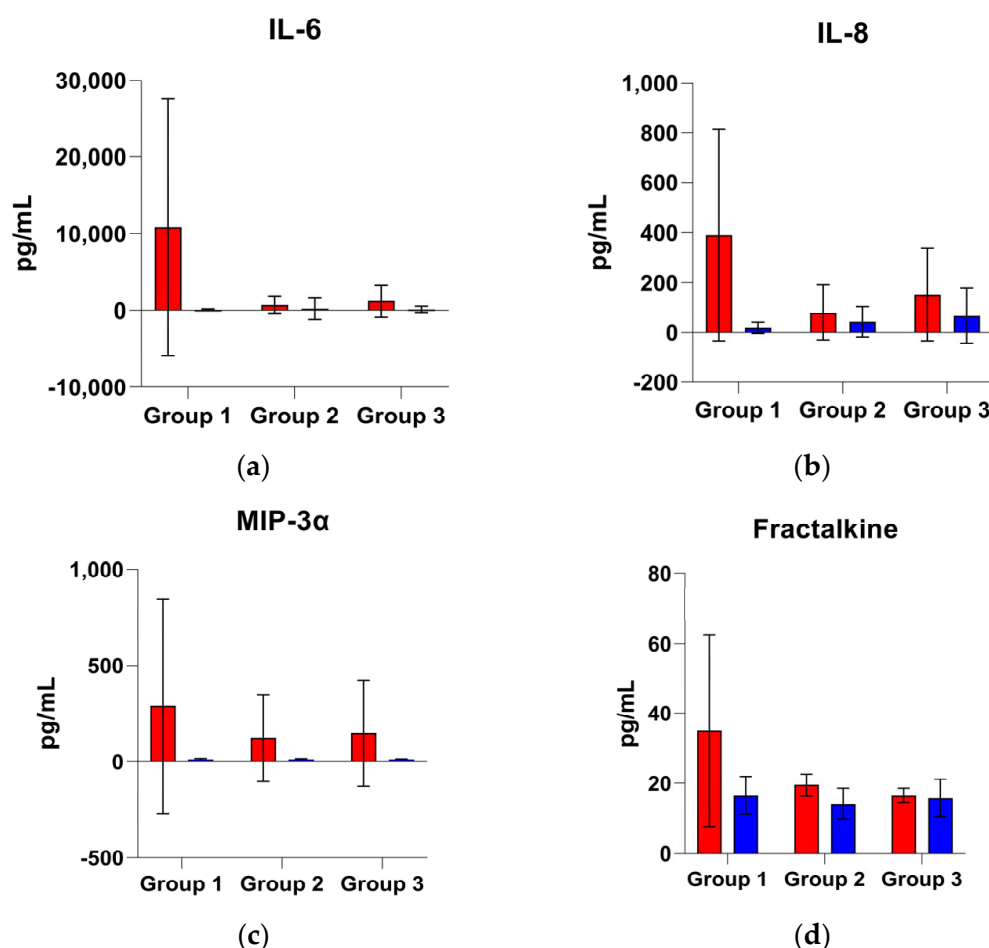 IL-6
30,000
20,000
10,000
0
-10,000
pg/mL
Group 1 Group 2 Group 3
(a)
IL-8
1,000
800
600
400
200
0
-200
pg/mL
Group 1 Group 2 Group 3
(b)
MIP-3α
1,000
500
0
-500
pg/mL
Group 1 Group 2 Group 3
(c)
Fractalkine
80
60
40
20
0
pg/mL
Group 1 Group 2 Group 3
(d)